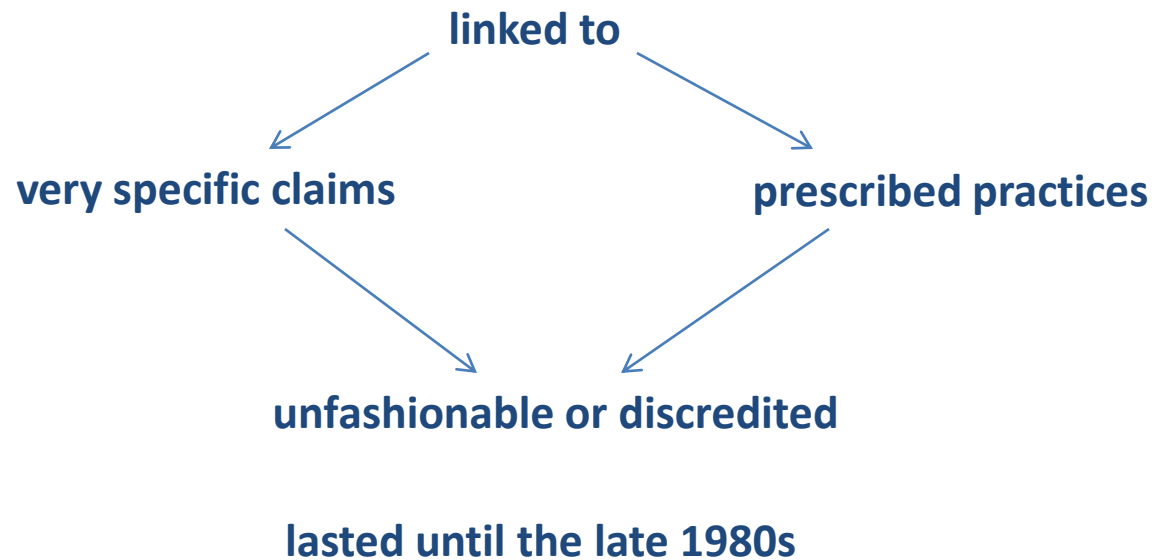 linked to
very specific claims
prescribed practices
unfashionable or discredited
lasted until the late 1980s